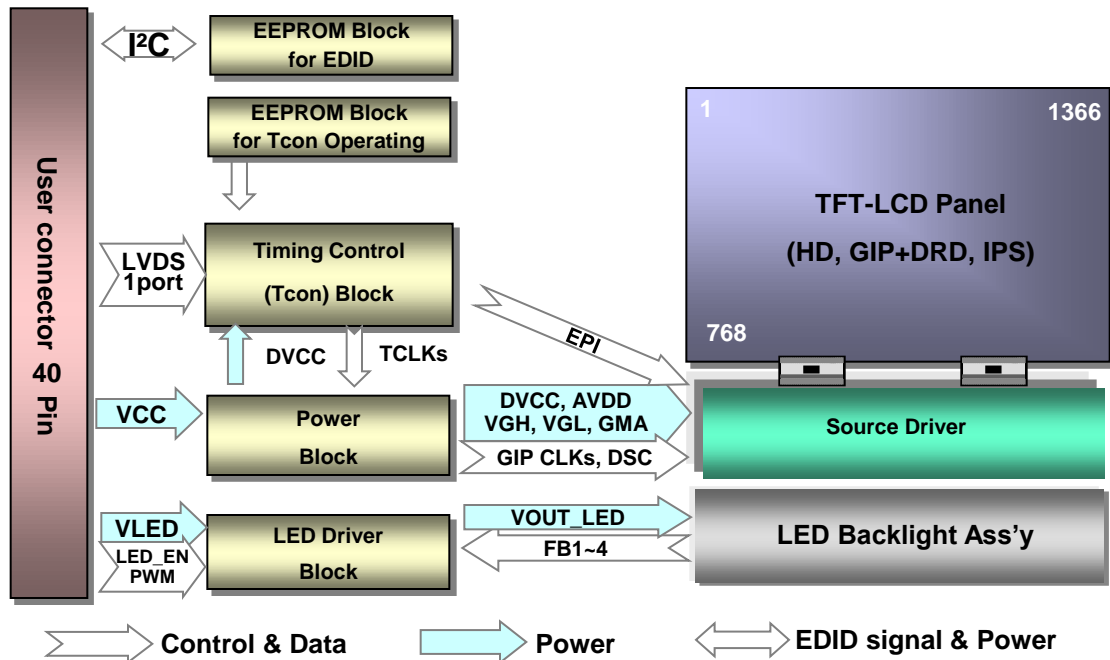 User connector 40 Pin
I²C
EEPROM Block
for EDID
EEPROM Block
for Tcon Operating
LVDS
1port
Timing Control
(Tcon) Block
DVCC
TCLKs
EPI
1
1366
TFT-LCD Panel
(HD, GIP+DRD, IPS)
768
VCC
Power
Block
DVCC, AVDD
VGH, VGL, GMA
GIP CLKs, DSC
Source Driver
VLED
LED_EN
PWM
LED Driver
Block
VOUT_LED
FB1~4
LED Backlight Ass'y
Control & Data
Power
EDID signal & Power